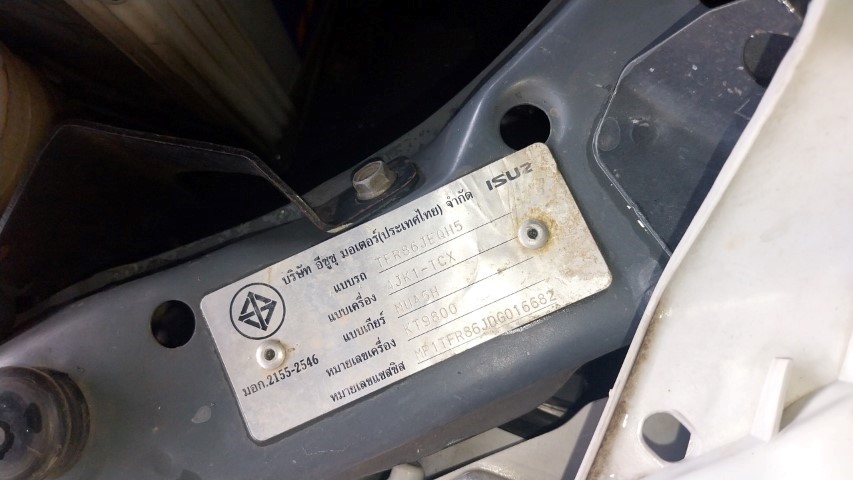 ISUZ
บริษัท อีซูซุ มอเตอร์(ประเทศไทย) จำกัด
แบบรถ TFR86JEQH5
แบบเครื่อง 4JK1-TCX
แบบเกียร์ MUA5H
หมายเลขเครื่อง KT9800
มอก.2155-2546
หมายเลขแชสซิส MP1TFR86JDG016682